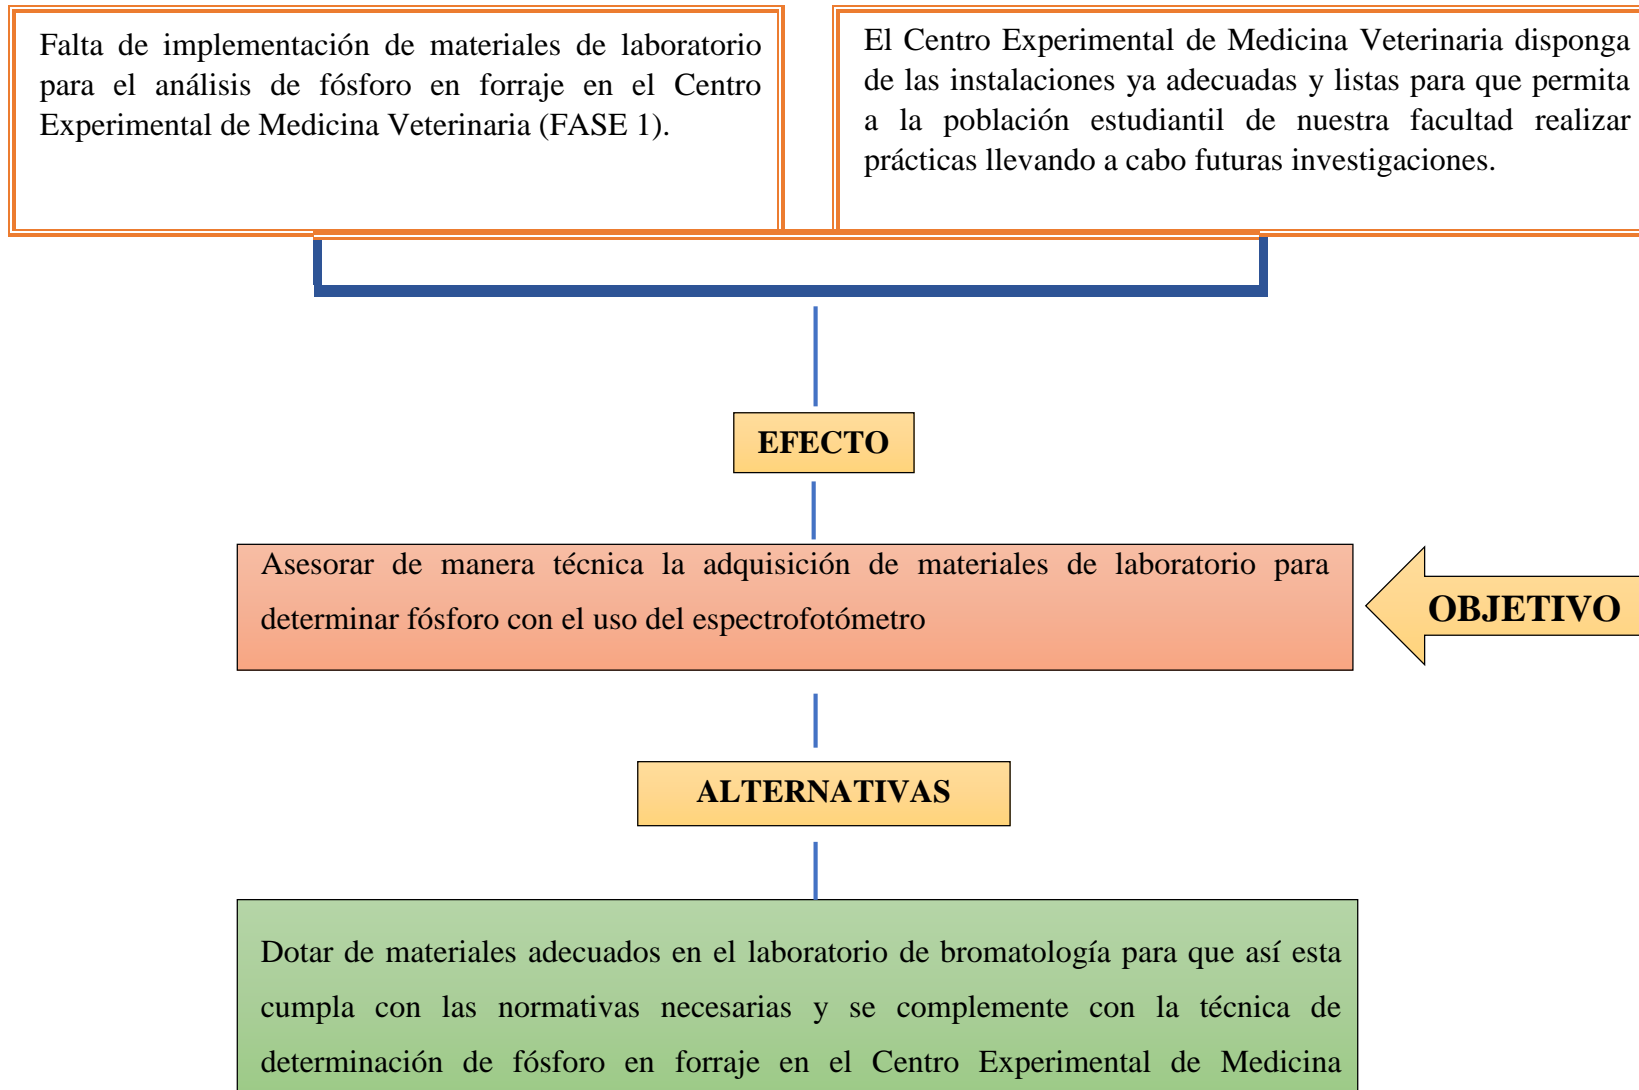 Falta de implementación de materiales de laboratorio
para el análisis de fósforo en forraje en el Centro
Experimental de Medicina Veterinaria (FASE 1).
El Centro Experimental de Medicina Veterinaria disponga
de las instalaciones ya adecuadas y listas para que permita
a la población estudiantil de nuestra facultad realizar
prácticas llevando a cabo futuras investigaciones.
EFECTO
Asesorar de manera técnica la adquisición de materiales de laboratorio para
determinar fósforo con el uso del espectrofotómetro
OBJETIVO
ALTERNATIVAS
Dotar de materiales adecuados en el laboratorio de bromatología para que así esta
cumpla con las normativas necesarias y se complemente con la técnica de
determinación de fósforo en forraje en el Centro Experimental de Medicina